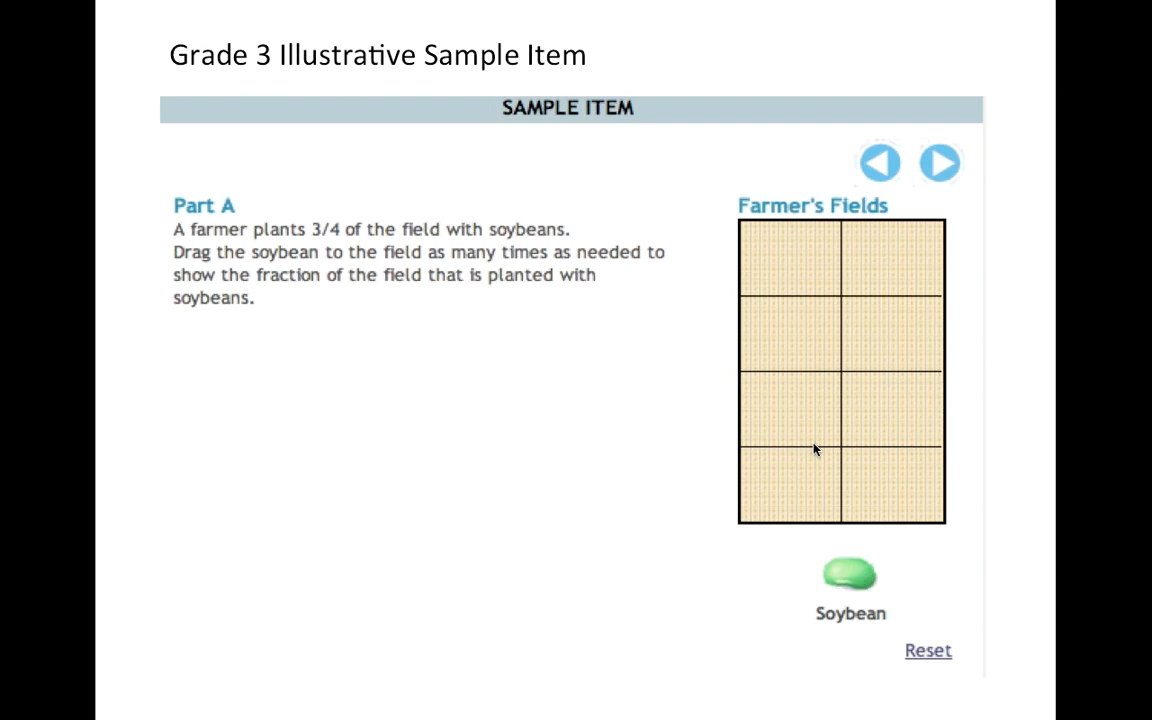 Grade 3 Illustrative Sample Item
SAMPLE ITEM
Part A
A farmer plants 3/4 of the field with soybeans.
Drag the soybean to the field as many times as needed to
show the fraction of the field that is planted with
soybeans.
Farmer's Fields
Soybean
Reset